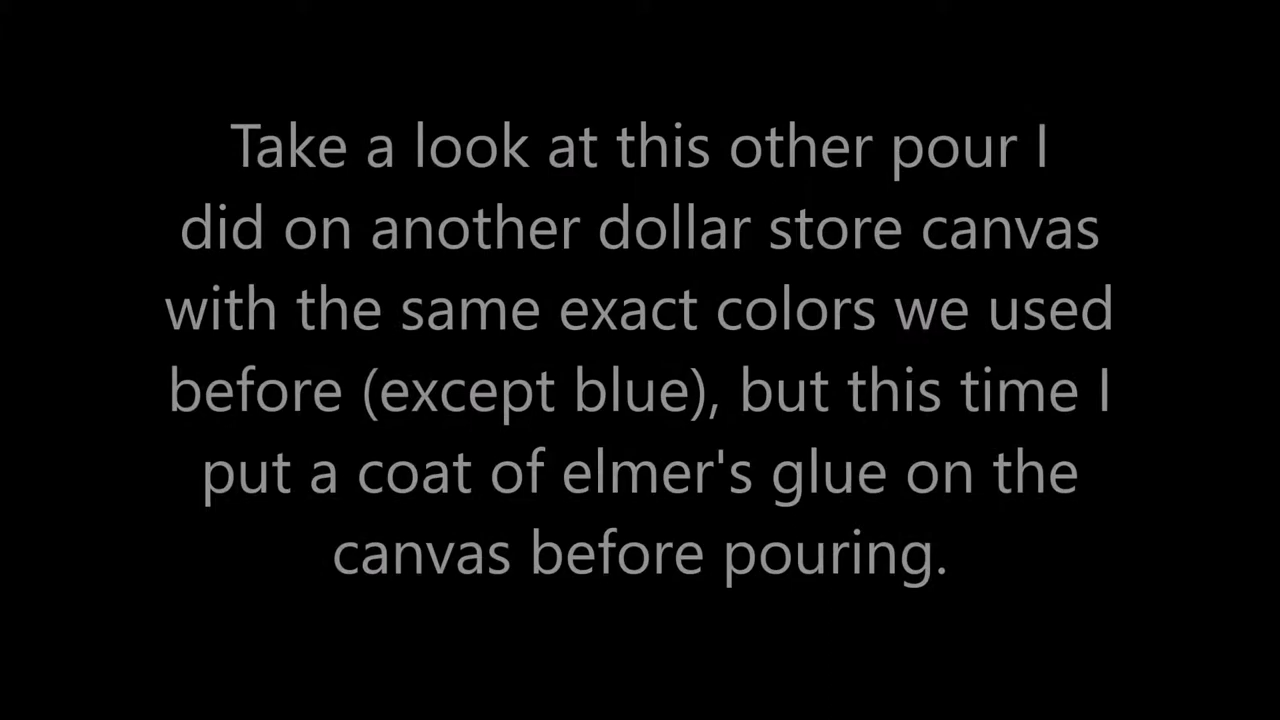 Take a look at this other pour I
did on another dollar store canvas
with the same exact colors we used
before (except blue), but this time I
put a coat of elmer's glue on the
canvas before pouring.